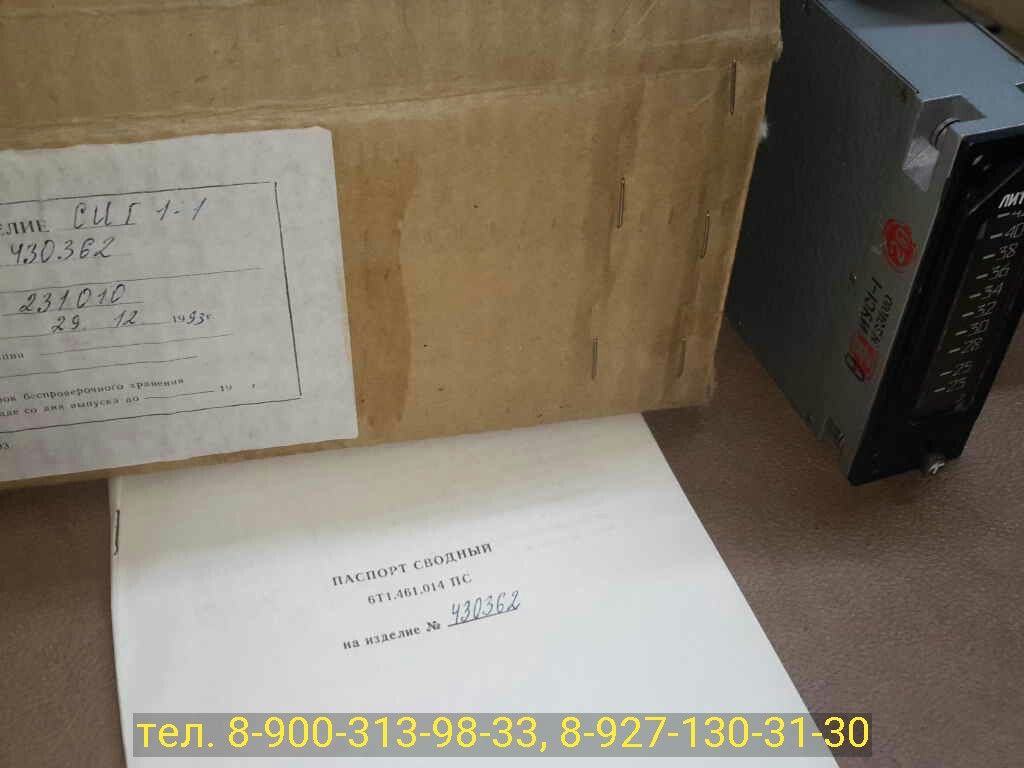 ЕЛИЕ СИГ 1-1
430362
231010
29. 12 1993г.
рок беспроверочного хранения
аде со дня выпуска до 19 г.
ПАСПОРТ СВОДНЫЙ
6Т1.461.014 ПС
на изделие № 430362
ЛИТ
40
38
36
34
32
30
28
тел. 8-900-313-98-33, 8-927-130-31-30